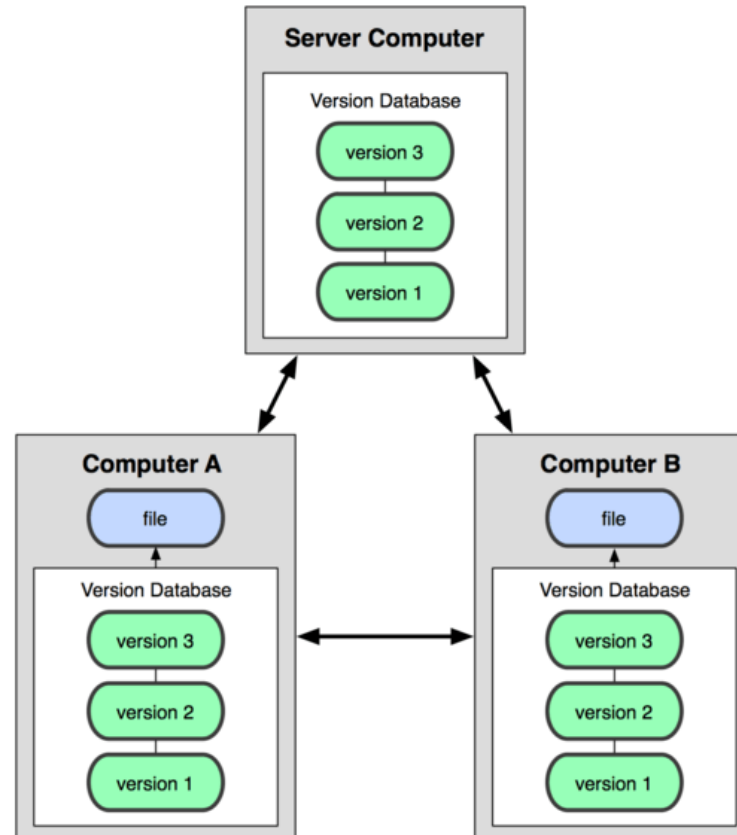 Server Computer
Version Database
version 3
version 2
version 1
Computer A
file
Version Database
version 3
version 2
version 1
Computer B
file
Version Database
version 3
version 2
version 1